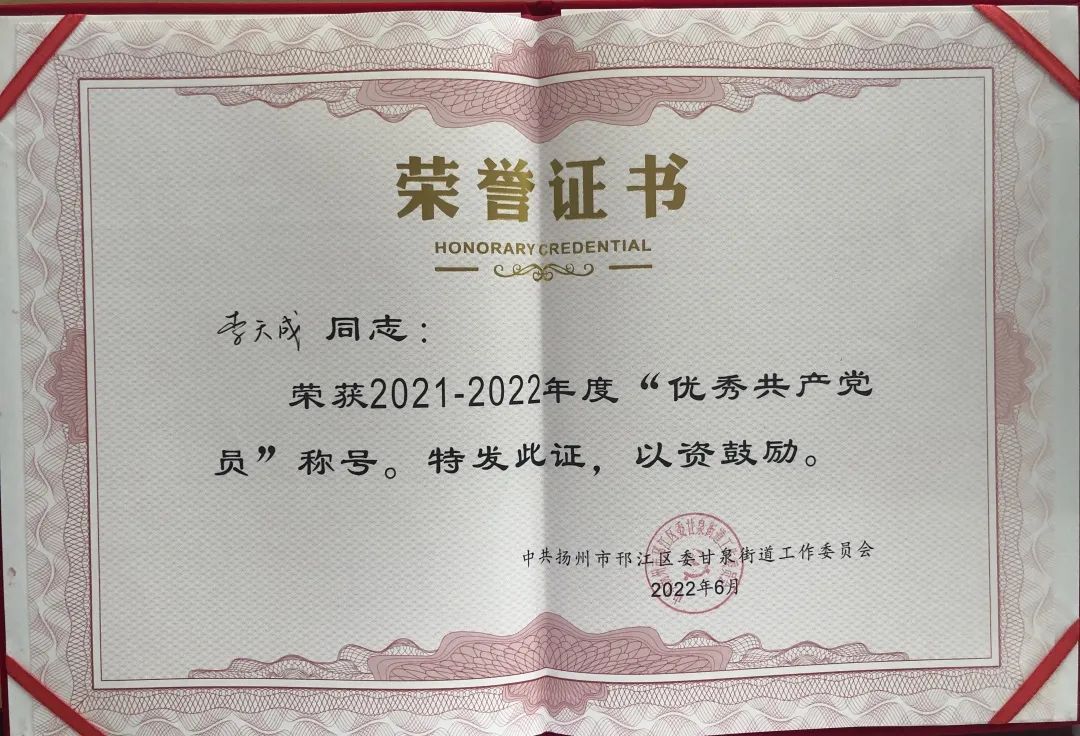 荣誉证书
HONORARY CREDENTIAL
李天成 同志：
荣获2021-2022年度“优秀共产党
员”称号。特发此证，以资鼓励。
中共扬州市邗江区委甘泉街道工作委员会
2022年6月